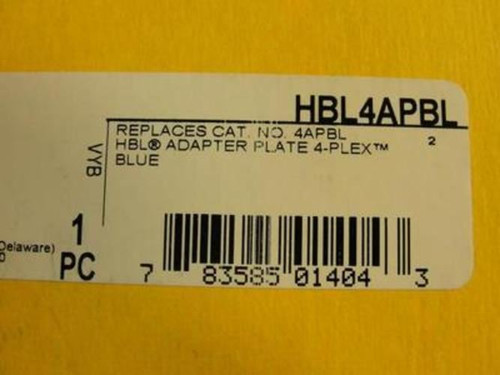 HBL4APBL
REPLACES CAT. NO. 4APBL 2
HBL® ADAPTER PLATE 4-PLEX™
BLUE
VYB
1
PC
Delaware)
0
7 83585 01404 3